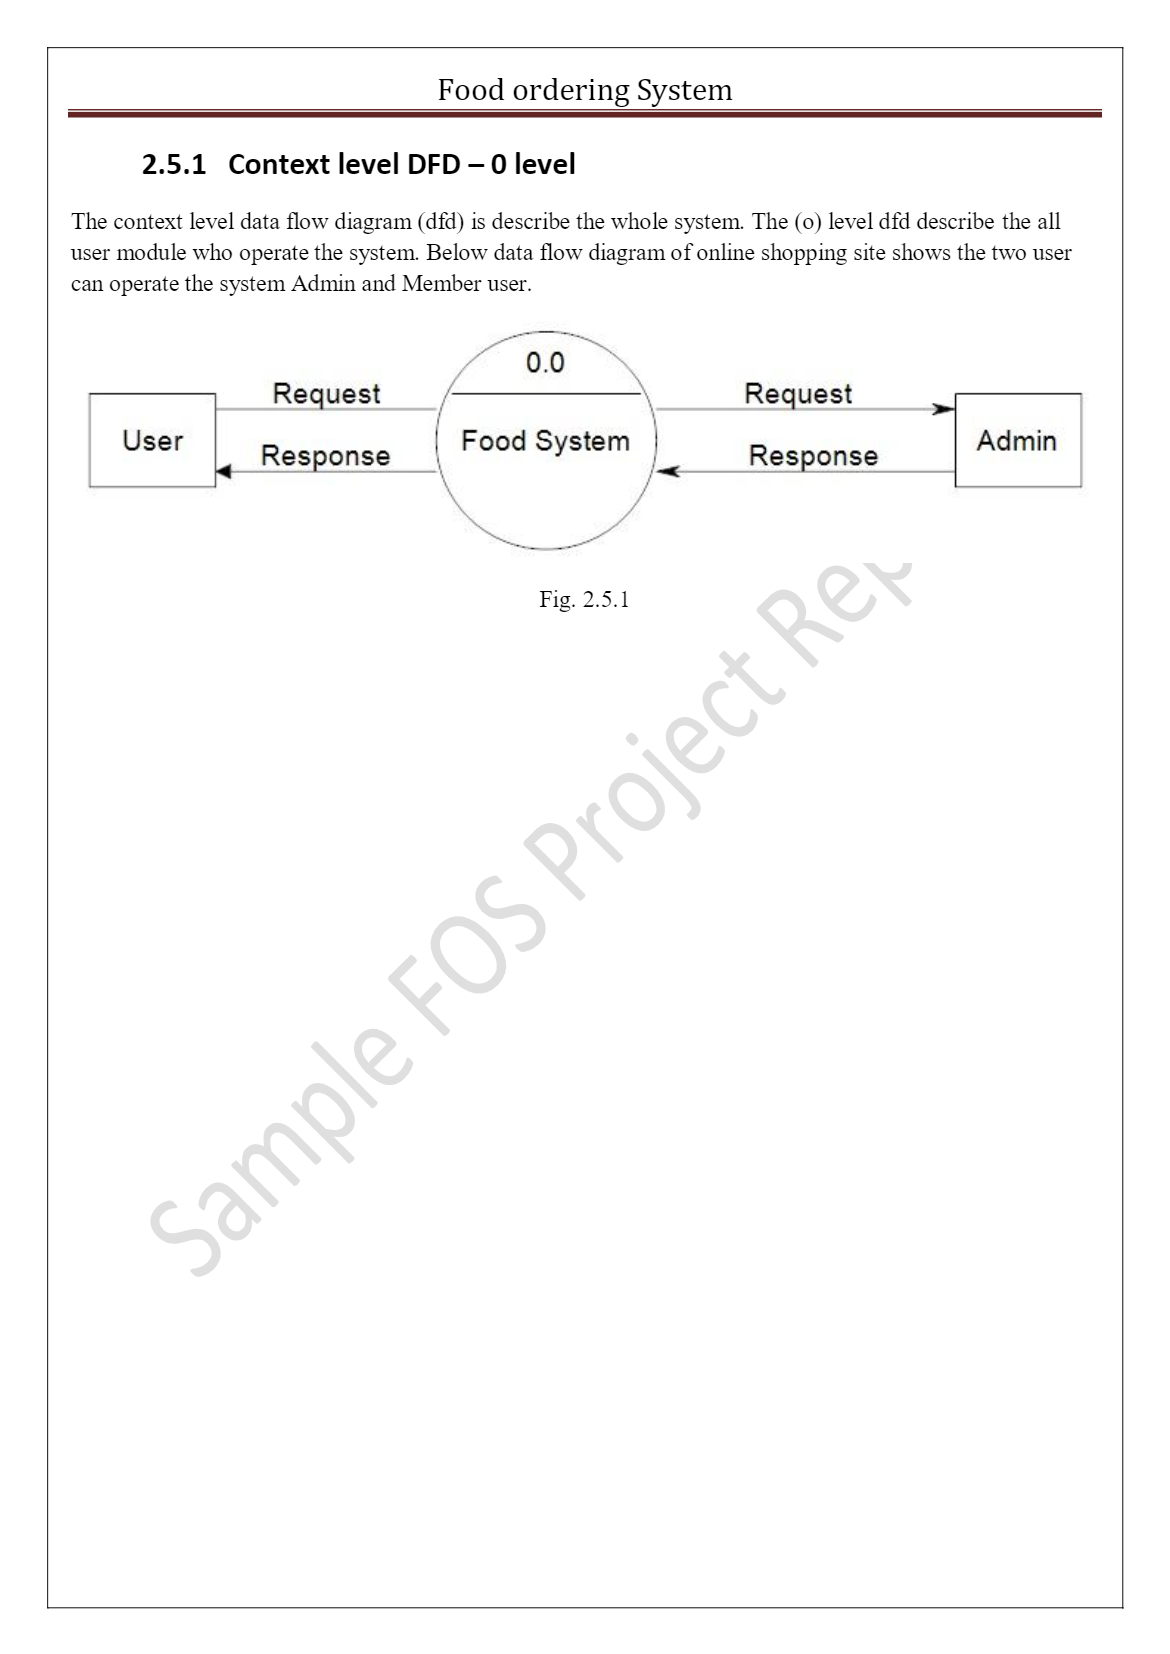 Food ordering System
2.5.1 Context level DFD – 0 level
The context level data flow diagram (dfd) is describe the whole system. The (o) level dfd describe the all
user module who operate the system. Below data flow diagram of online shopping site shows the two user
can operate the system Admin and Member user.
0.0
Request
Request
User
Food System
Admin
Response
Response
Fig. 2.5.1
Sample FOS Project Rep